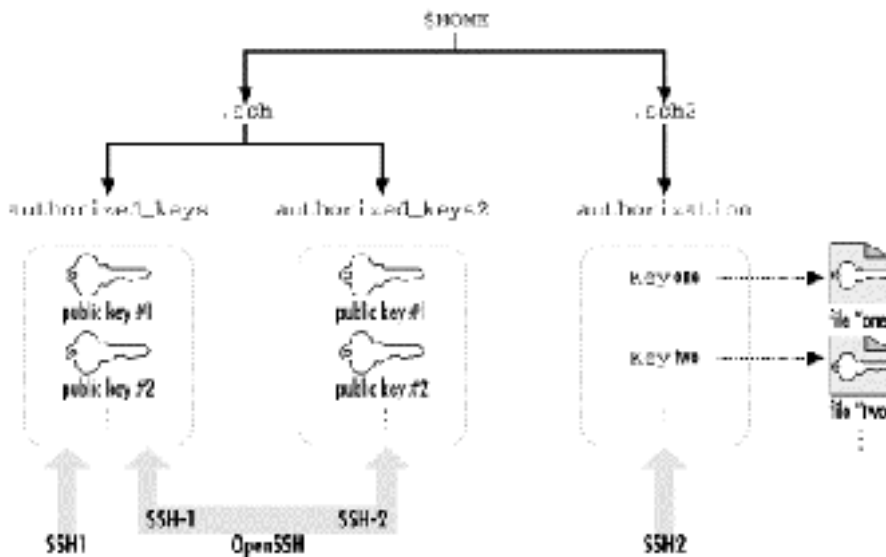 $HOME
.ssh .ssh2
authorized_keys authorized_keys2 authorization
public key #1 public key #1 Key one file "one
public key #2 public key #2 Key two file "two
SSH-1 SSH-2
SSH1 OpenSSH SSH2